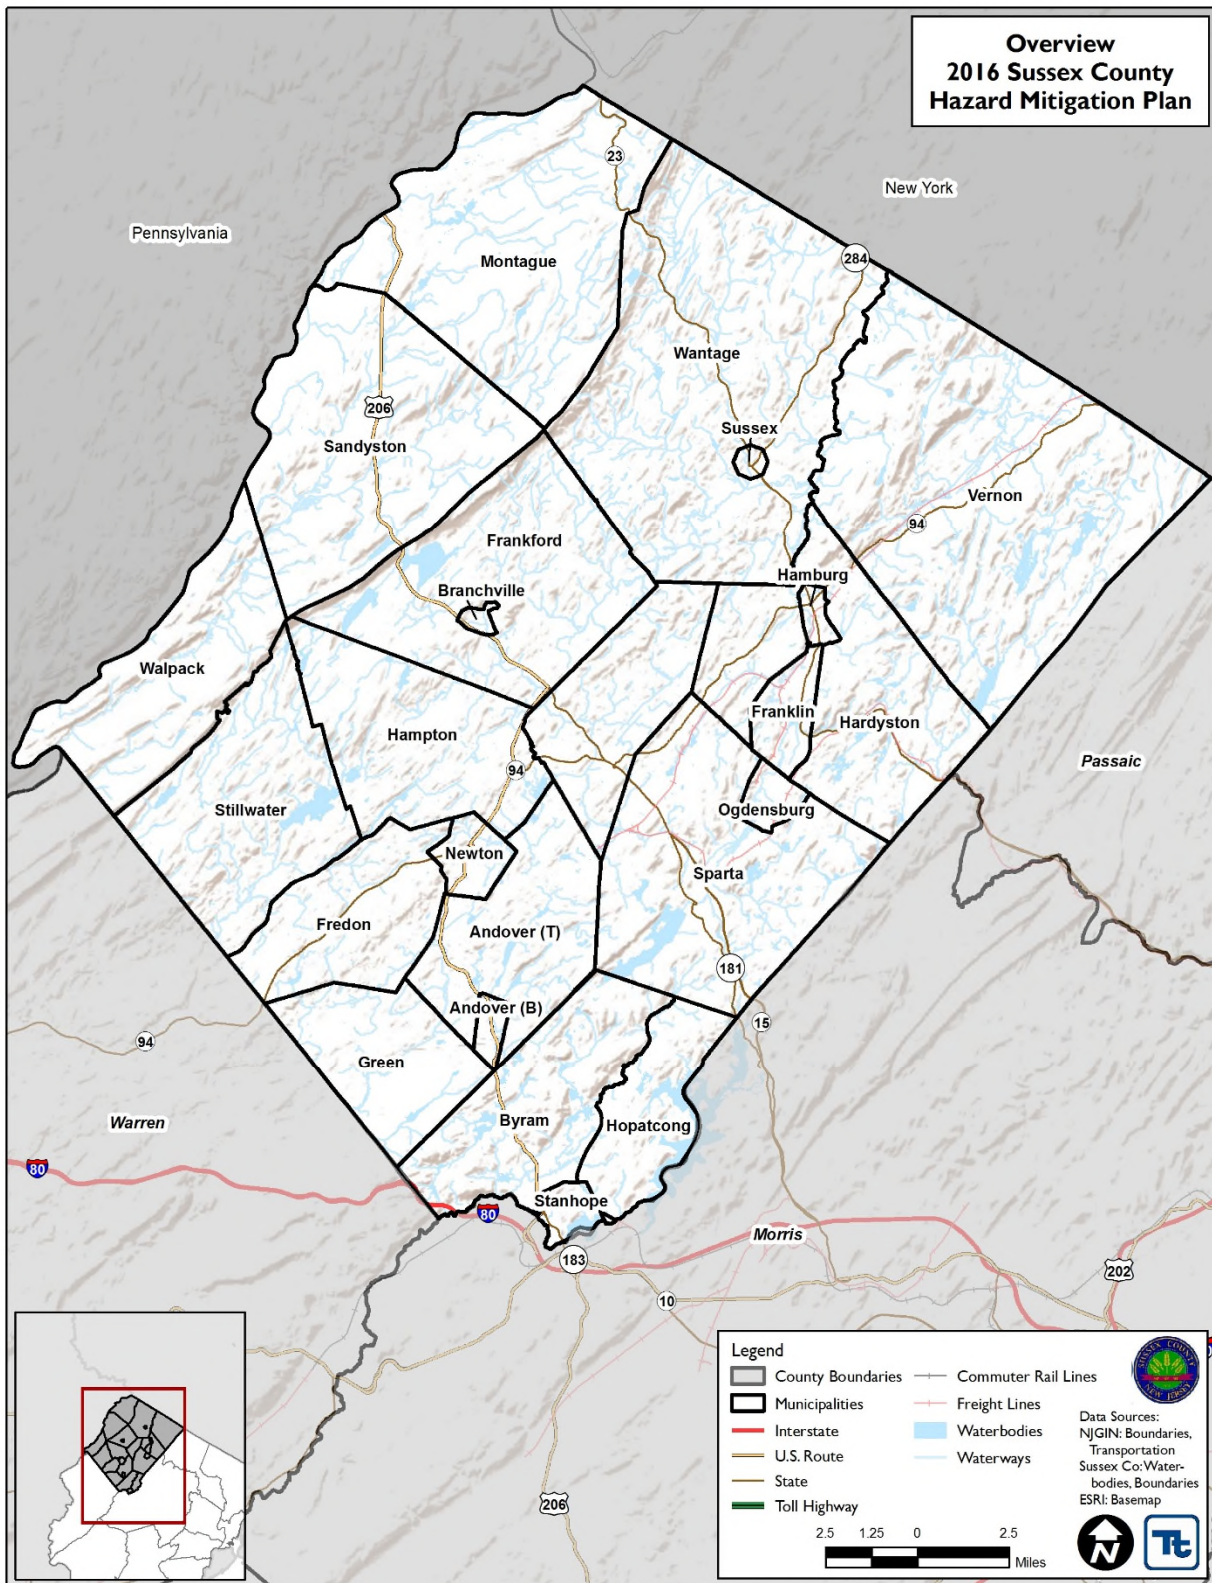 Overview
2016 Sussex County
Hazard Mitigation Plan
23
New York
Pennsylvania
284
Montague
Wantage
206
Sussex
Sandyston
Vernon
94
Frankford
Hamburg
Branchville
Walpack
Franklin
Hardyston
Hampton
Passaic
94
Stillwater
Ogdensburg
Newton
Sparta
Fredon
Andover (T)
181
Andover (B)
15
94
Green
Warren
Byram
Hopatcong
80
Stanhope
80
Morris
183
202
10
206
Legend
County Boundaries
Municipalities
Interstate
U.S. Route
State
Toll Highway
Commuter Rail Lines
Freight Lines
Waterbodies
Waterways
SUSSEX COUNTY
NEW JERSEY
Data Sources:
NJGIN: Boundaries,
Transportation
Sussex Co: Water-
bodies, Boundaries
ESRI: Basemap
2.5 1.25 0 2.5
Miles
N
Tt